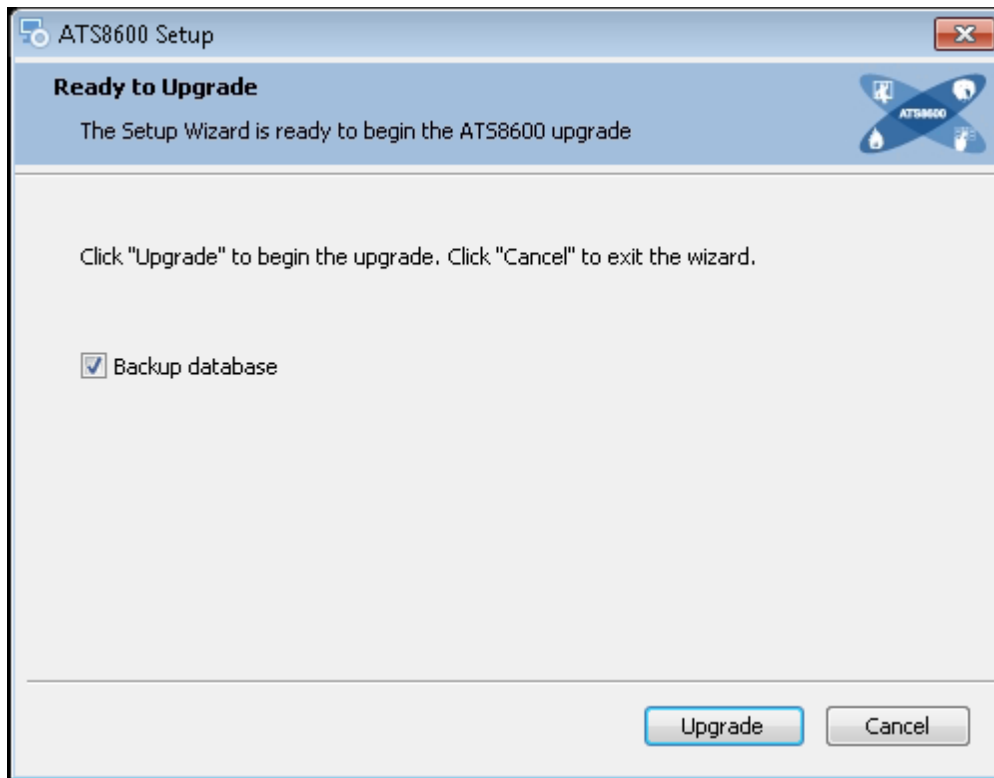 ATS8600 Setup
Ready to Upgrade
The Setup Wizard is ready to begin the ATS8600 upgrade
ATS8600
Click "Upgrade" to begin the upgrade. Click "Cancel" to exit the wizard.
Backup database
Upgrade
Cancel